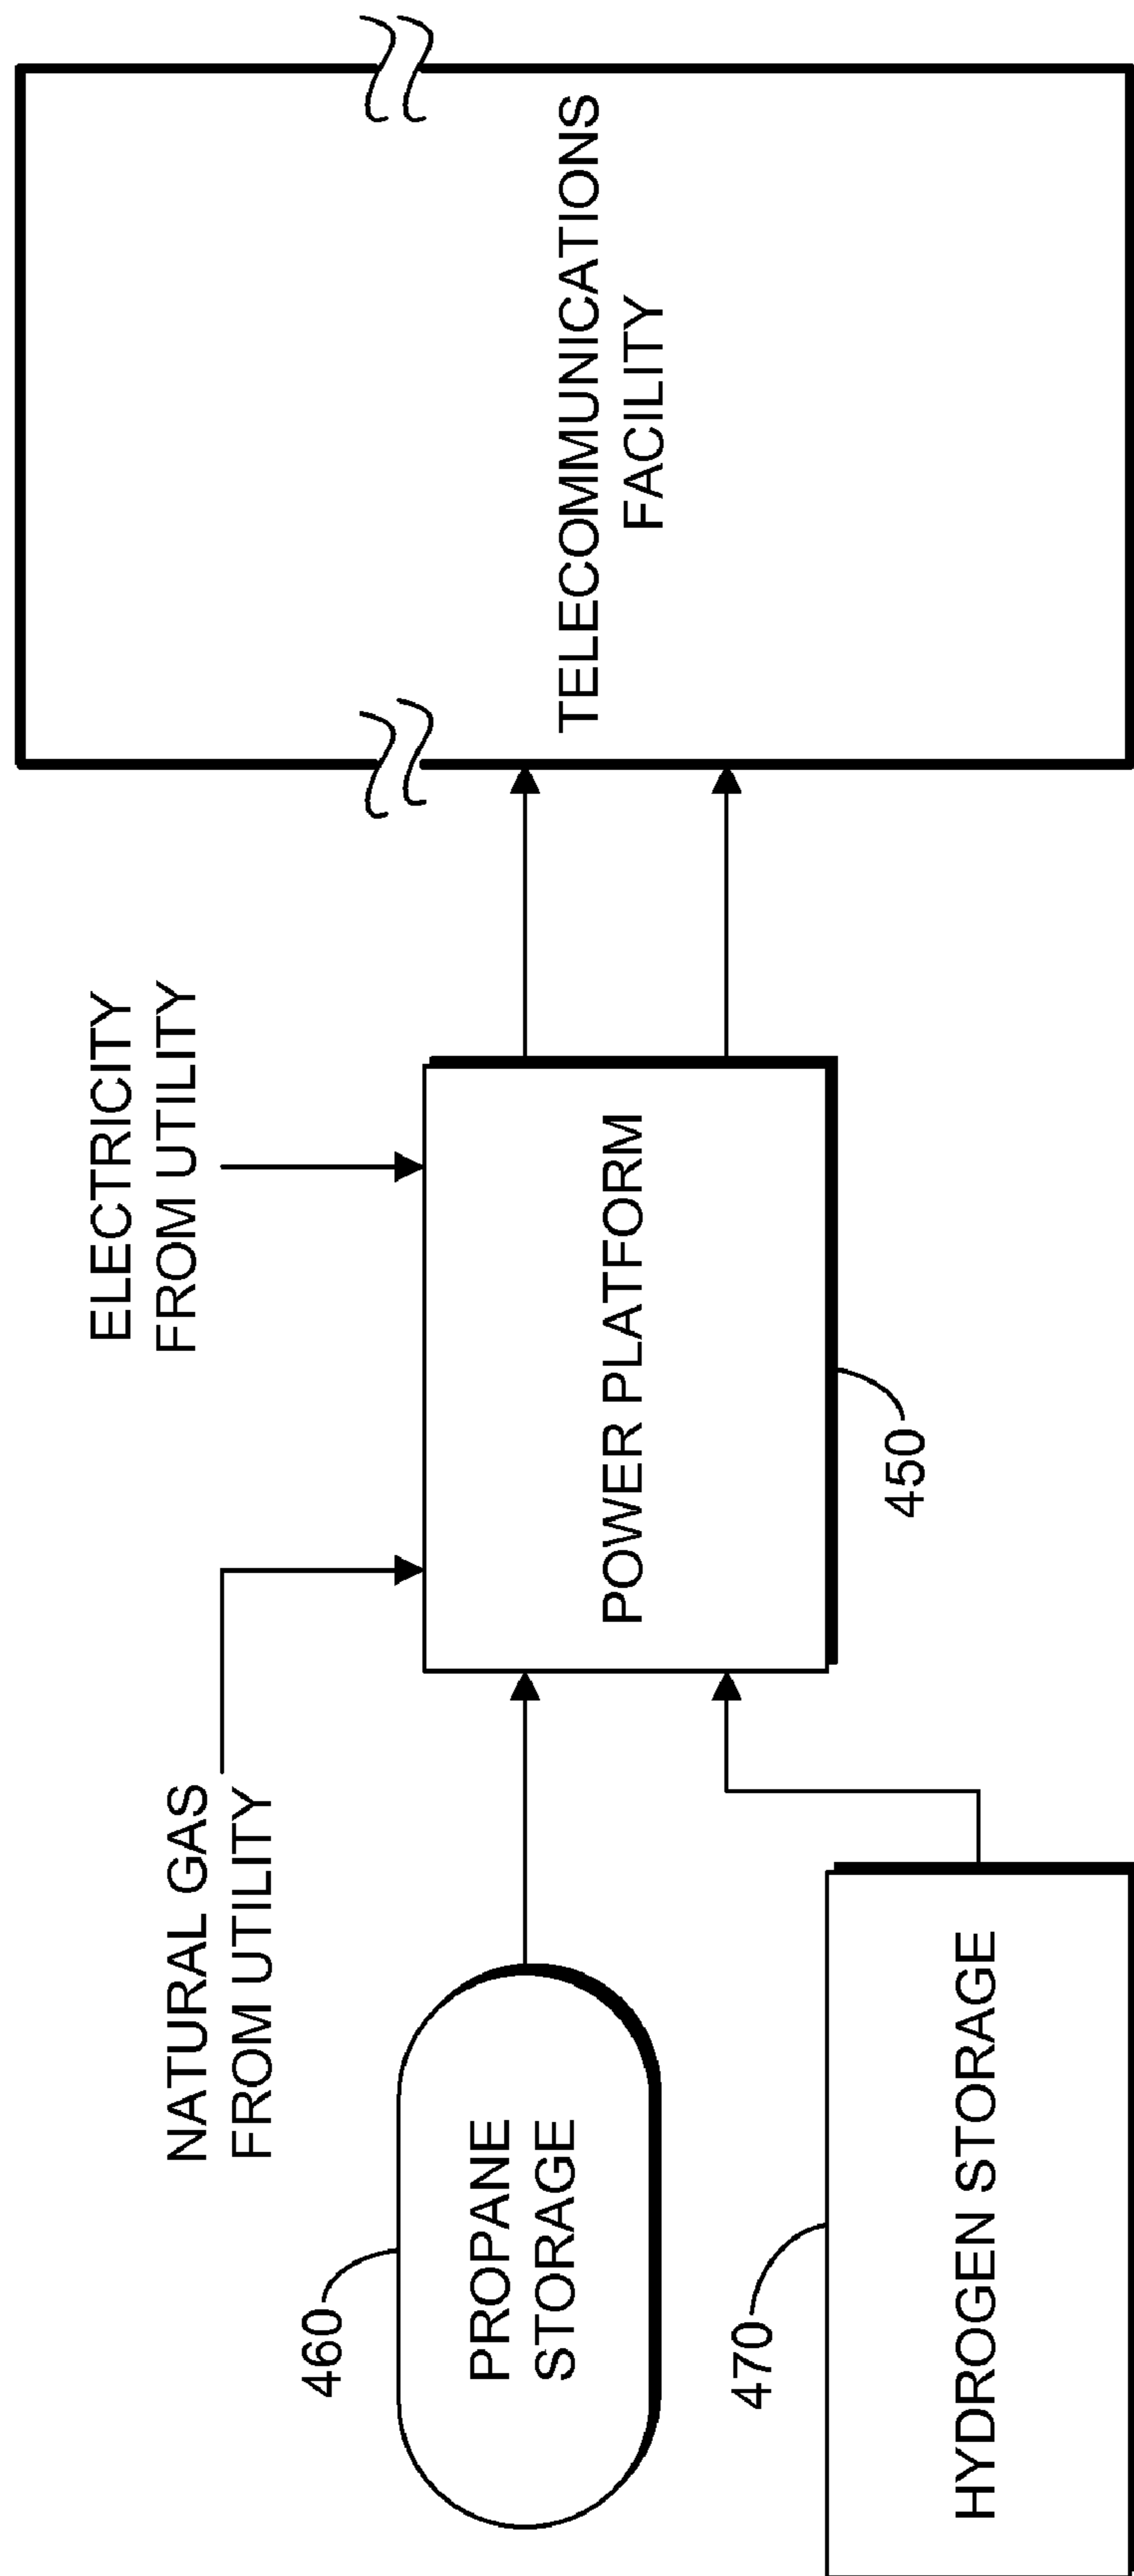 NATURAL GAS
FROM UTILITY
ELECTRICITY
FROM UTILITY
460
PROPANE
STORAGE
POWER PLATFORM
TELECOMMUNICATIONS
FACILITY
470
450
HYDROGEN STORAGE